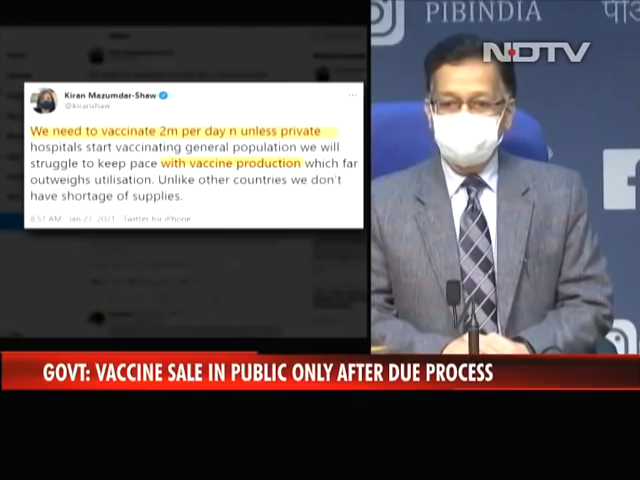 PIBINDIA
पीआ
NDTV
Kiran Mazumdar-Shaw
@kiranshaw
We need to vaccinate 2m per day n unless private
hospitals start vaccinating general population we will
struggle to keep pace with vaccine production which far
outweighs utilisation. Unlike other countries we don't
have shortage of supplies.
8:57 AM Jan 27, 2021 Twitter for iPhone
GOVT: VACCINE SALE IN PUBLIC ONLY AFTER DUE PROCESS